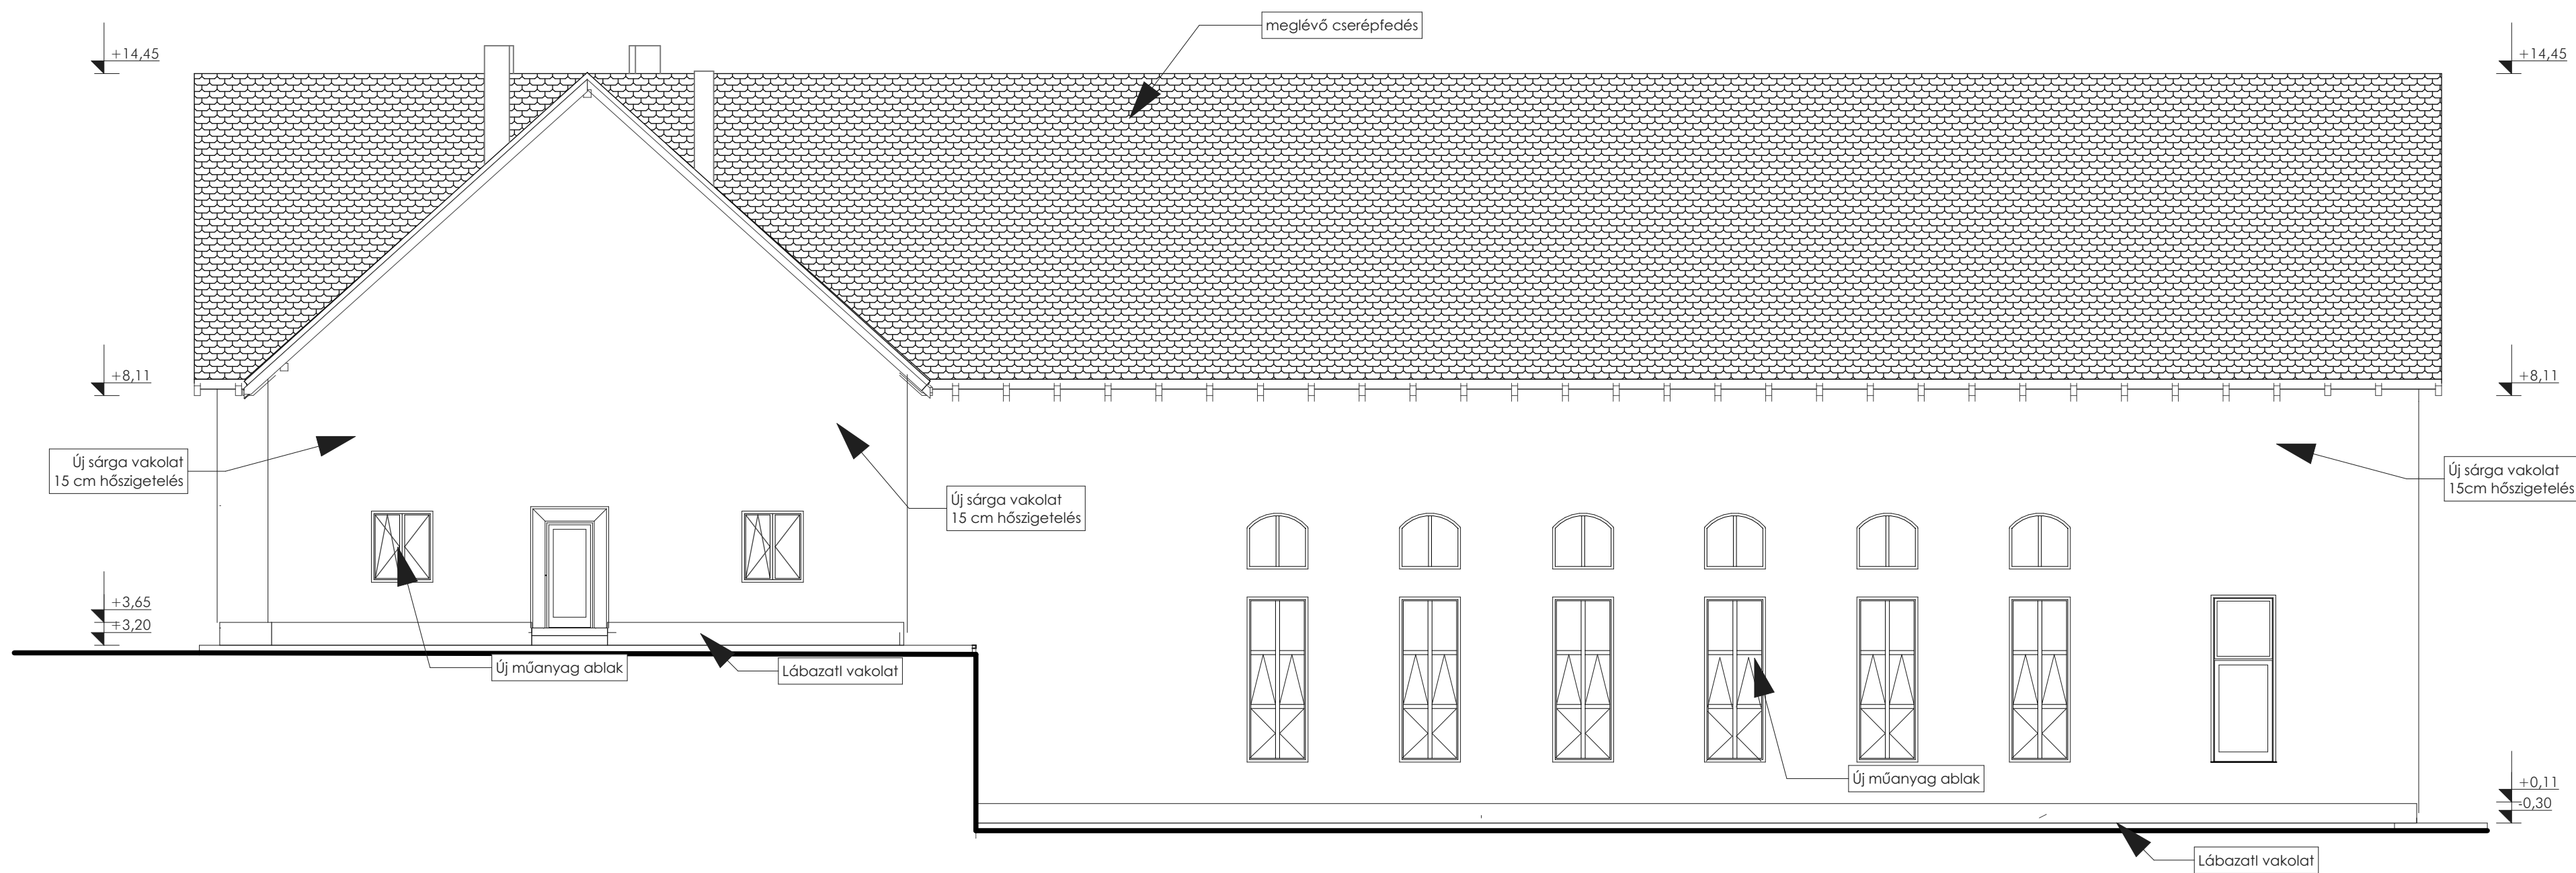 meglévő cserépfedés
+14,45
+14,45
+8,11
+8,11
Új sárga vakolat
15 cm hőszigetelés
Új sárga vakolat
15 cm hőszigetelés
Új sárga vakolat
15cm hőszigetelés
+3,65
+3,20
Új műanyag ablak
Lábazati vakolat
Új műanyag ablak
+0,11
-0,30
Lábazati vakolat